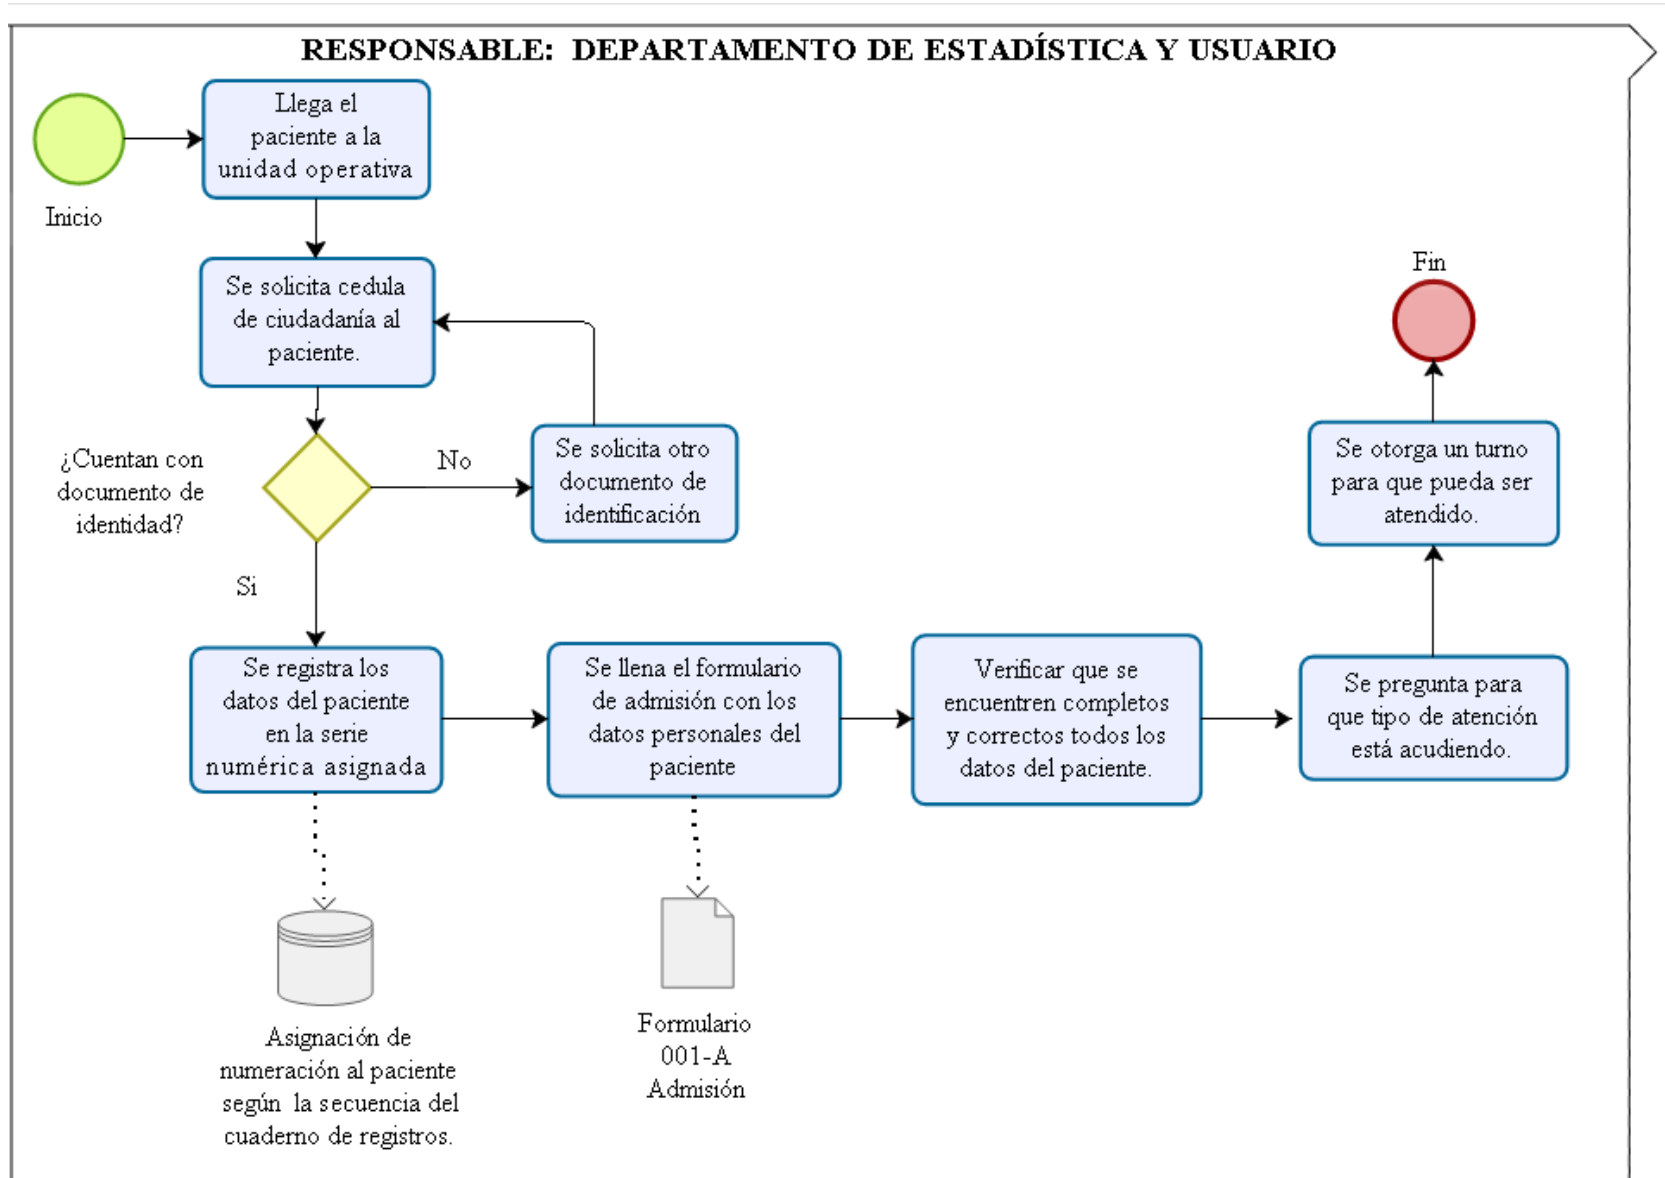 RESPONSABLE: DEPARTAMENTO DE ESTADÍSTICA Y USUARIO
Llega el
paciente a la
unidad operativa
Inicio
Se solicita cedula
de ciudadanía al
paciente.
¿Cuentan con
documento de
identidad?
No
Se solicita otro
documento de
identificación
Si
Se registra los
datos del paciente
en la serie
numérica asignada
Se llena el formulario
de admisión con los
datos personales del
paciente
Verificar que se
encuentren completos
y correctos todos los
datos del paciente.
Se pregunta para
que tipo de atención
está acudiendo.
Se otorga un turno
para que pueda ser
atendido.
Fin
Asignación de
numeración al paciente
según la secuencia del
cuaderno de registros.
Formulario
001-A
Admisión